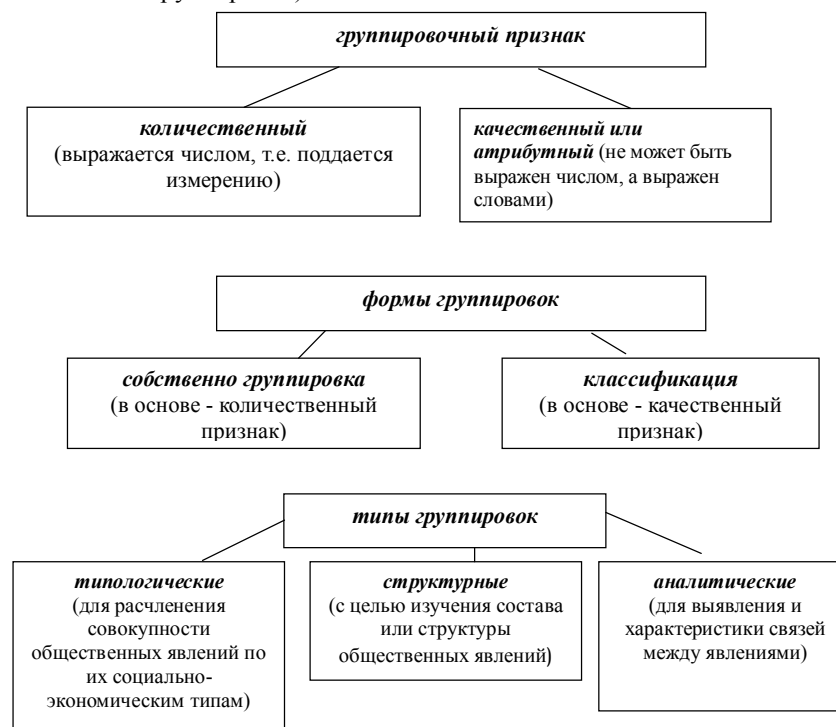 группировочный признак
количественный
(выражается числом, т.е. поддается
измерению)
качественный или
атрибутный (не может быть
выражен числом, а выражен
словами)
формы группировок
собственно группировка
(в основе - количественный
признак)
классификация
(в основе - качественный
признак)
типы группировок
типологические
(для расчленения
совокупности
общественных явлений по
их социально-
экономическим типам)
структурные
(с целью изучения состава
или структуры
общественных явлений)
аналитические
(для выявления и
характеристики связей
между явлениями)